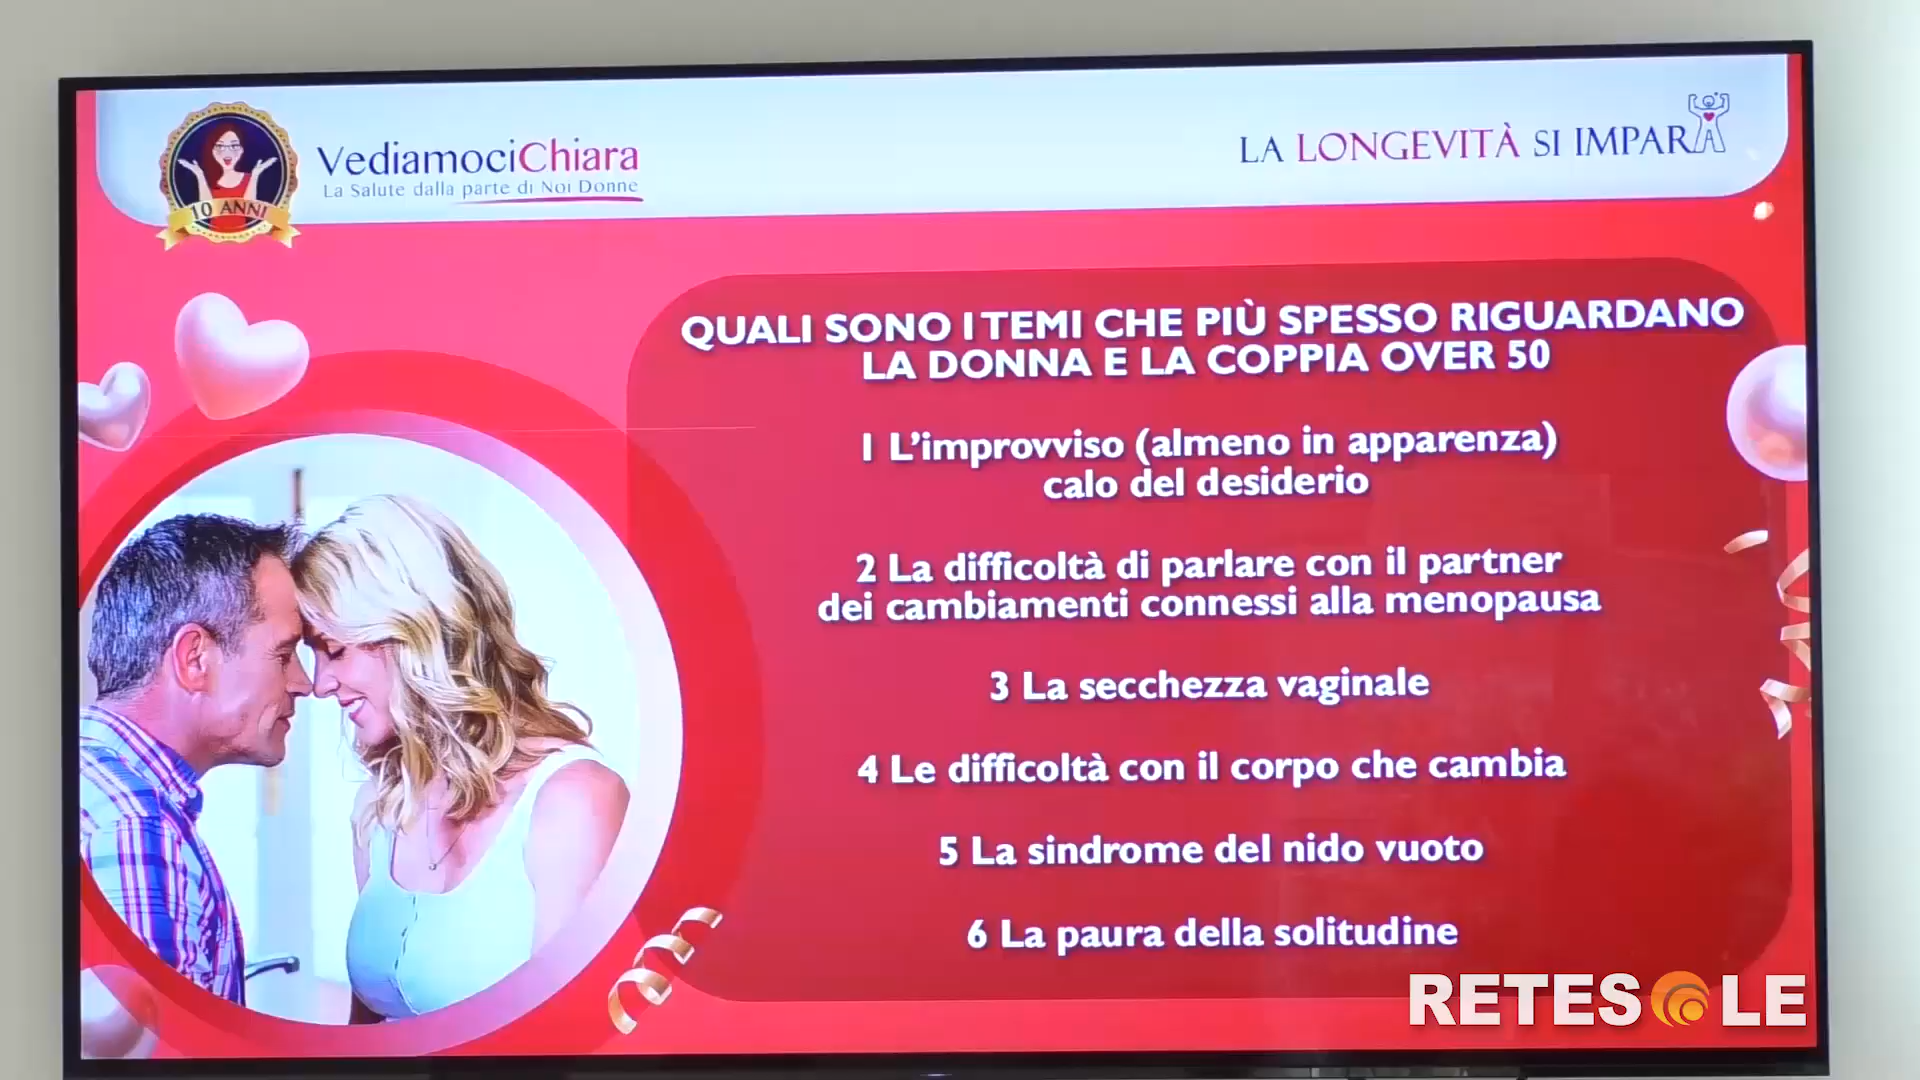 10 ANNI
VediamociChiara
La Salute dalla parte di Noi Donne
LA LONGEVITÀ SI IMPARA
QUALI SONO I TEMI CHE PIÙ SPESSO RIGUARDANO
LA DONNA E LA COPPIA OVER 50
1 L'improvviso (almeno in apparenza)
calo del desiderio
2 La difficoltà di parlare con il partner
dei cambiamenti connessi alla menopausa
3 La secchezza vaginale
4 Le difficoltà con il corpo che cambia
5 La sindrome del nido vuoto
6 La paura della solitudine
RETESOLE